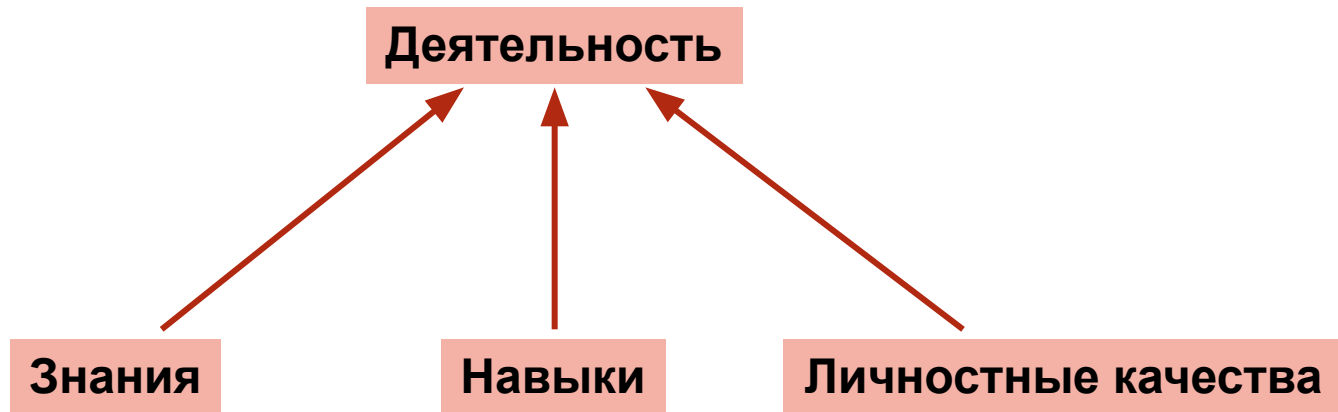 Деятельность
Знания
Навыки
Личностные качества